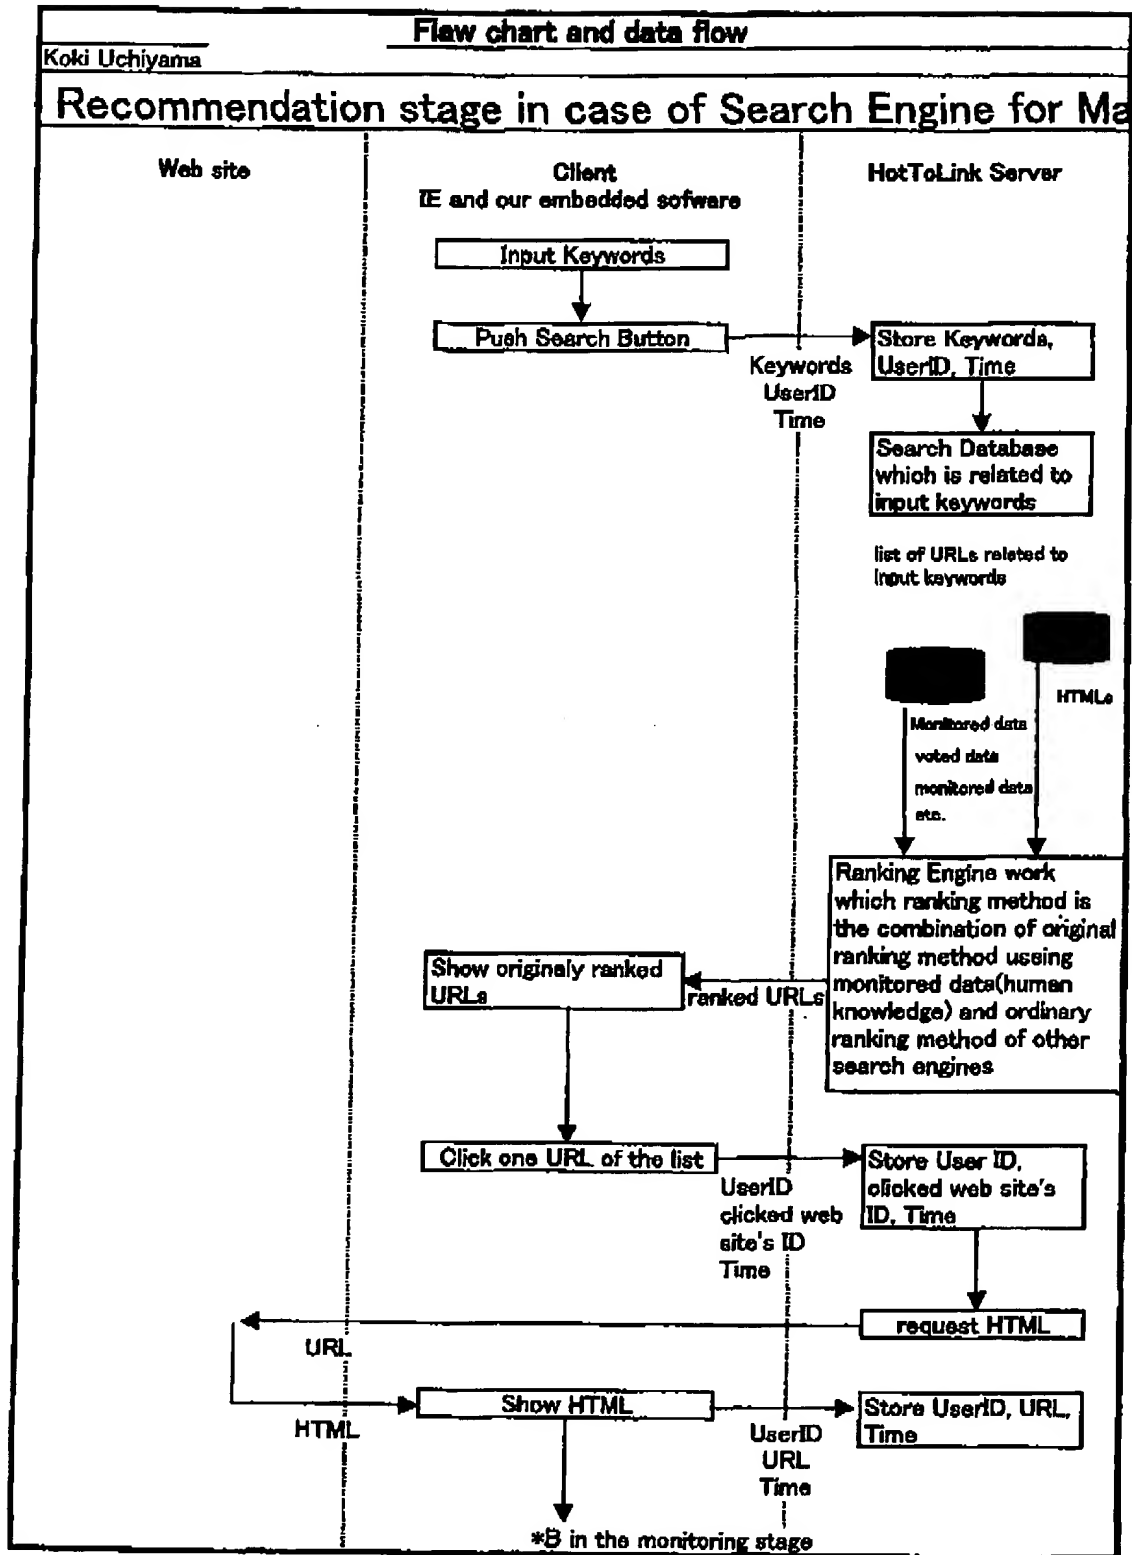 Flaw chart and data flow
Koki Uchiyama
Recommendation stage in case of Search Engine for Ma
Web site
Client
IE and our embedded sofware
HotToLink Server
Input Keywords
Push Search Button
Keywords
UserID
Time
Store Keywords,
UserID, Time
Search Database
which is related to
input keywords
list of URLs related to
Input keywords
HTMLs
Monitored data
voted data
monitored data
etc.
Ranking Engine work
which ranking method is
the combination of original
ranking method useing
monitored data(human
knowledge) and ordinary
ranking method of other
search engines
ranked URLs
Show originely ranked
URLs
Click one URL of the list
UserID
clicked web
site's ID
Time
Store User ID,
clicked web site's
ID, Time
request HTML
URL
HTML
Show HTML
UserID
URL
Time
Store UserID, URL,
Time
*B in the monitoring stage